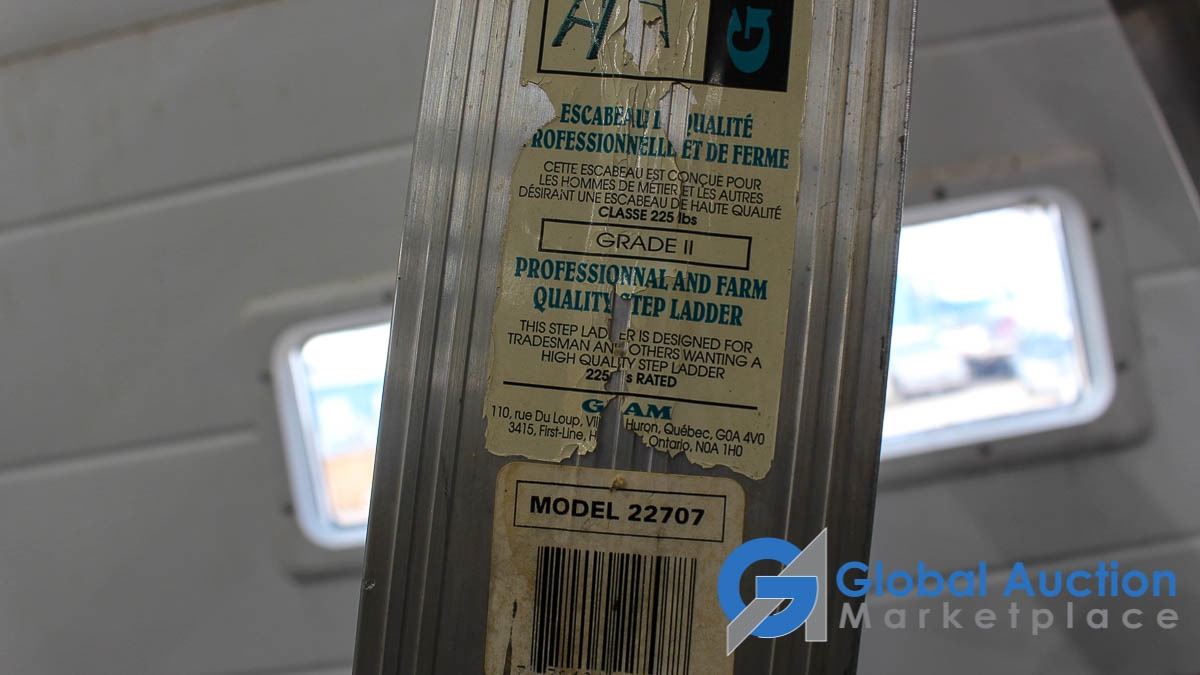 ESCABEAU QUALITÉ
PROFESSIONNELLE ET DE FERME
CETTE ESCABEAU EST CONÇUE POUR
LES HOMMES DE MÉTIER ET LES AUTRES
DÉSIRANT UNE ESCABEAU DE HAUTE QUALITÉ
CLASSE 225 lbs
GRADE II
PROFESSIONNAL AND FARM
QUALITY STEP LADDER
THIS STEP LADDER IS DESIGNED FOR
TRADESMAN AND OTHERS WANTING A
HIGH QUALITY STEP LADDER
225 RATED
110, rue Du Loup, Huron, Québec, G0A 4V0
3415, First-Line, Ontario, N0A 1H0
MODEL 22707
Global Auction
Marketplace